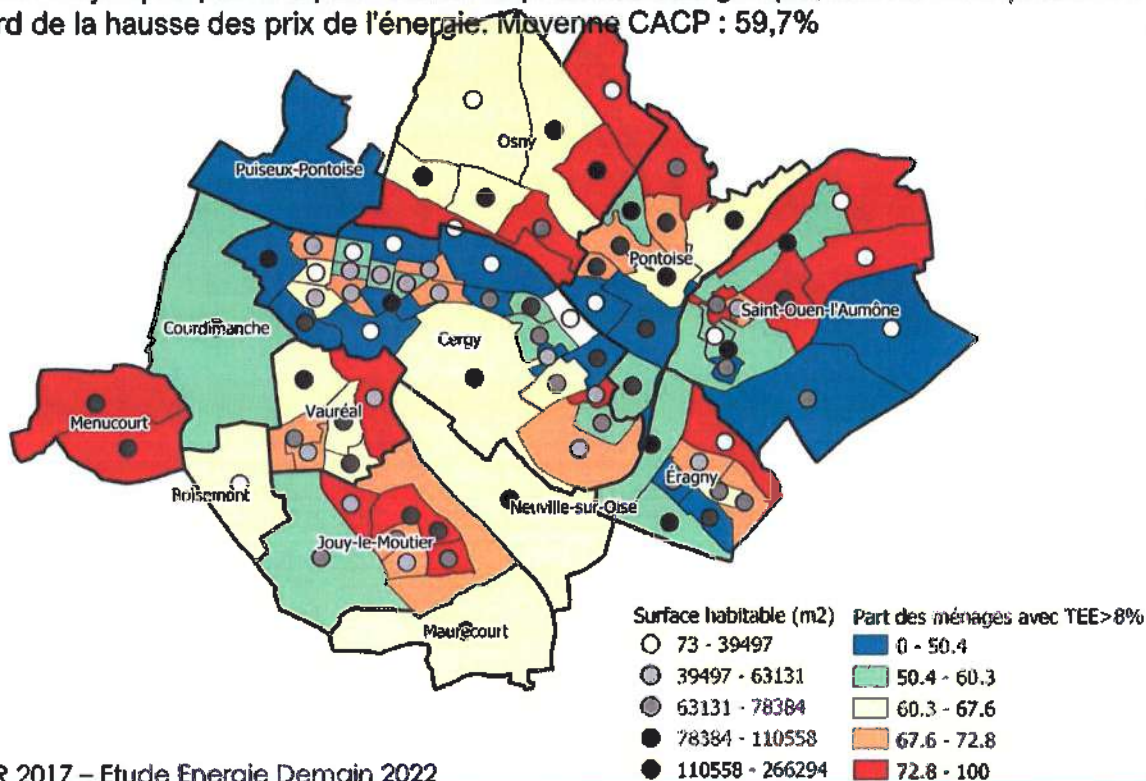 rd de la hausse des prix de l'énergie. Moyenne CACP : 59,7%
Osny
Puiseux-Pontoise
Pontoise
Saint-Ouen-l'Aumône
Courdimanche
Cergy
Menucourt
Vauréal
Éragny
Boisemont
Neuville-sur-Oise
Jouy-le-Moutier
Maurecourt
Surface habitable (m2)
73 - 39497
39497 - 63131
63131 - 78384
78384 - 110558
110558 - 266294
Part des ménages avec TEE>8%
0 - 50.4
50.4 - 60.3
60.3 - 67.6
67.6 - 72.8
72.8 - 100
R 2017 – Etude Energie Demain 2022